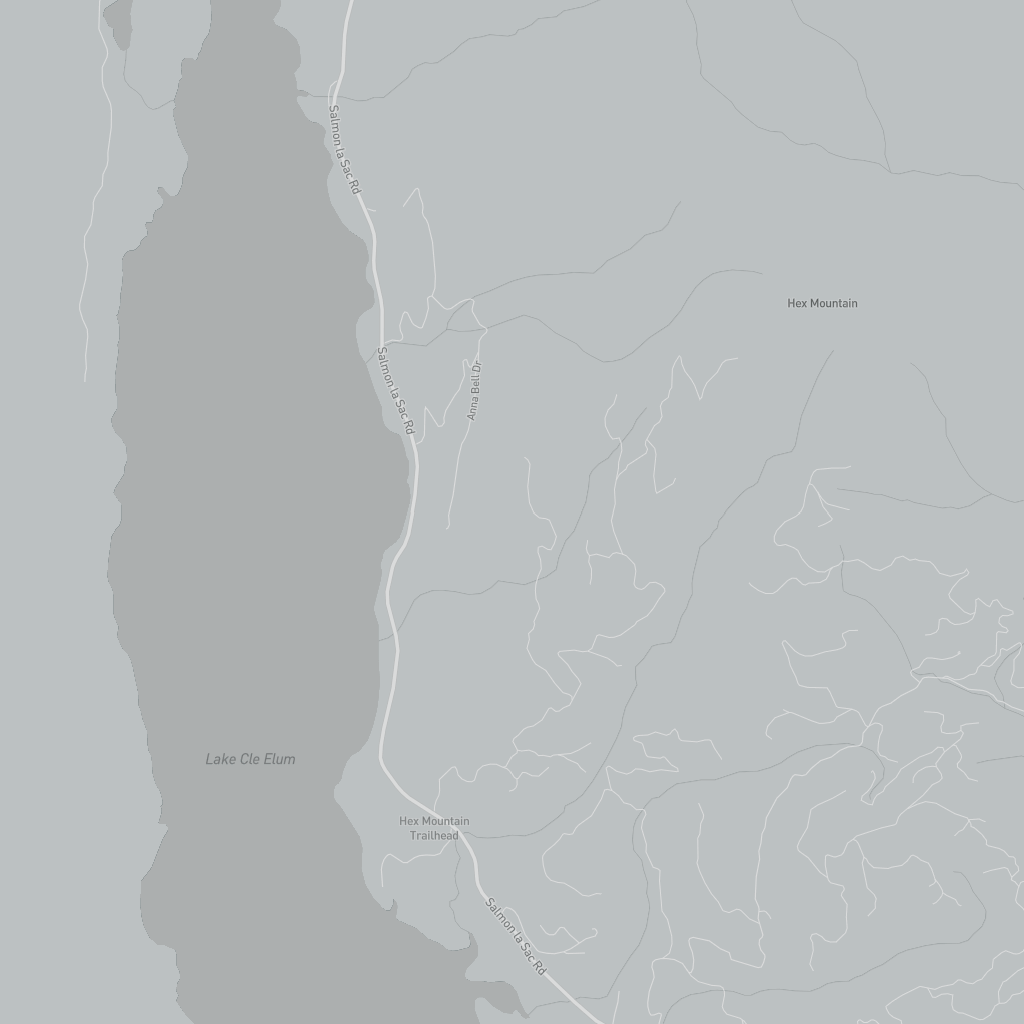 Salmon la Sac Rd
Hex Mountain
Salmon la Sac Rd
Anna Bell Dr
Lake Cle Elum
Hex Mountain
Trailhead
Salmon la Sac Rd